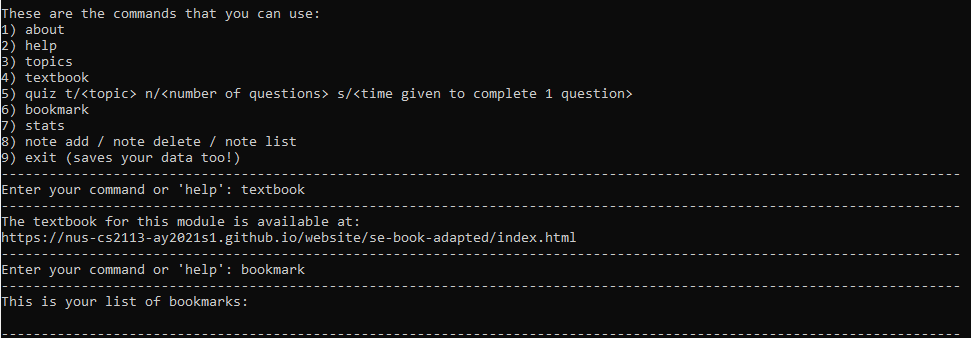 These are the commands that you can use:
1) about
2) help
3) topics
4) textbook
5) quiz t/<topic> n/<number of questions> s/<time given to complete 1 question>
6) bookmark
7) stats
8) note add / note delete / note list
9) exit (saves your data too!)
------------------------------------------------------------------------------------------------------------------------
Enter your command or 'help': textbook
------------------------------------------------------------------------------------------------------------------------
The textbook for this module is available at:
https://nus-cs2113-ay2021s1.github.io/website/se-book-adapted/index.html
------------------------------------------------------------------------------------------------------------------------
Enter your command or 'help': bookmark
------------------------------------------------------------------------------------------------------------------------
This is your list of bookmarks:
------------------------------------------------------------------------------------------------------------------------